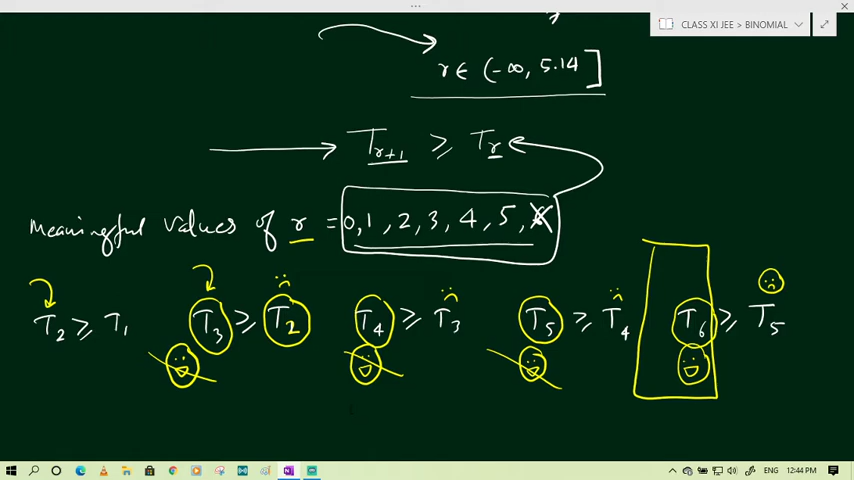 CLASS XI JEE > BINOMIAL
r ∈ (-∞, 5.14]
T_{r+1} ≥ T_r
Meaningful values of r = 0, 1, 2, 3, 4, 5,
T_2 ≥ T_1 T_3 ≥ T_2 T_4 ≥ T_3 T_5 ≥ T_4 T_6 ≥ T_5
ENG 12:44 PM